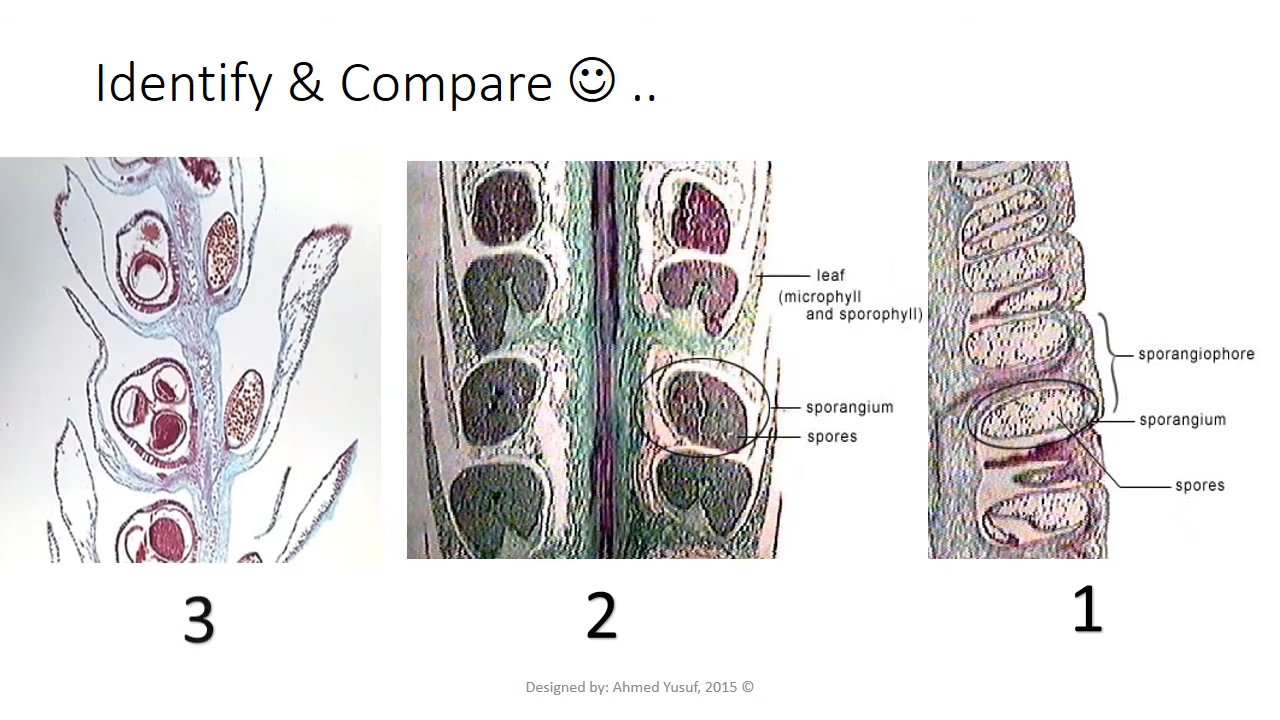 Identify & Compare ☺ ..
leaf
(microphyll
and sporophyll)
sporangium
spores
sporangiophore
sporangium
spores
3
2
1
Designed by: Ahmed Yusuf, 2015 ©